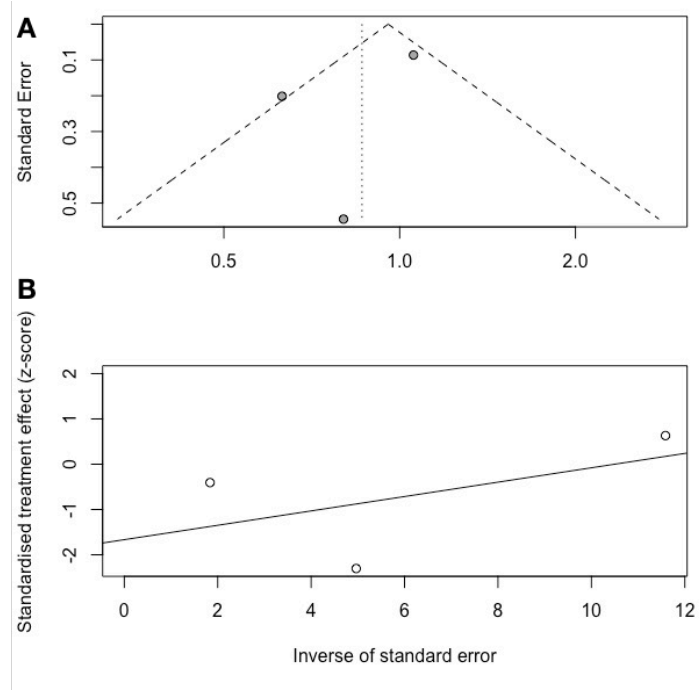 A
Standard Error
0.1
0.3
0.5
0.5 1.0 2.0
B
Standardised treatment effect (z-score)
2
1
0
-1
-2
0 2 4 6 8 10 12
Inverse of standard error